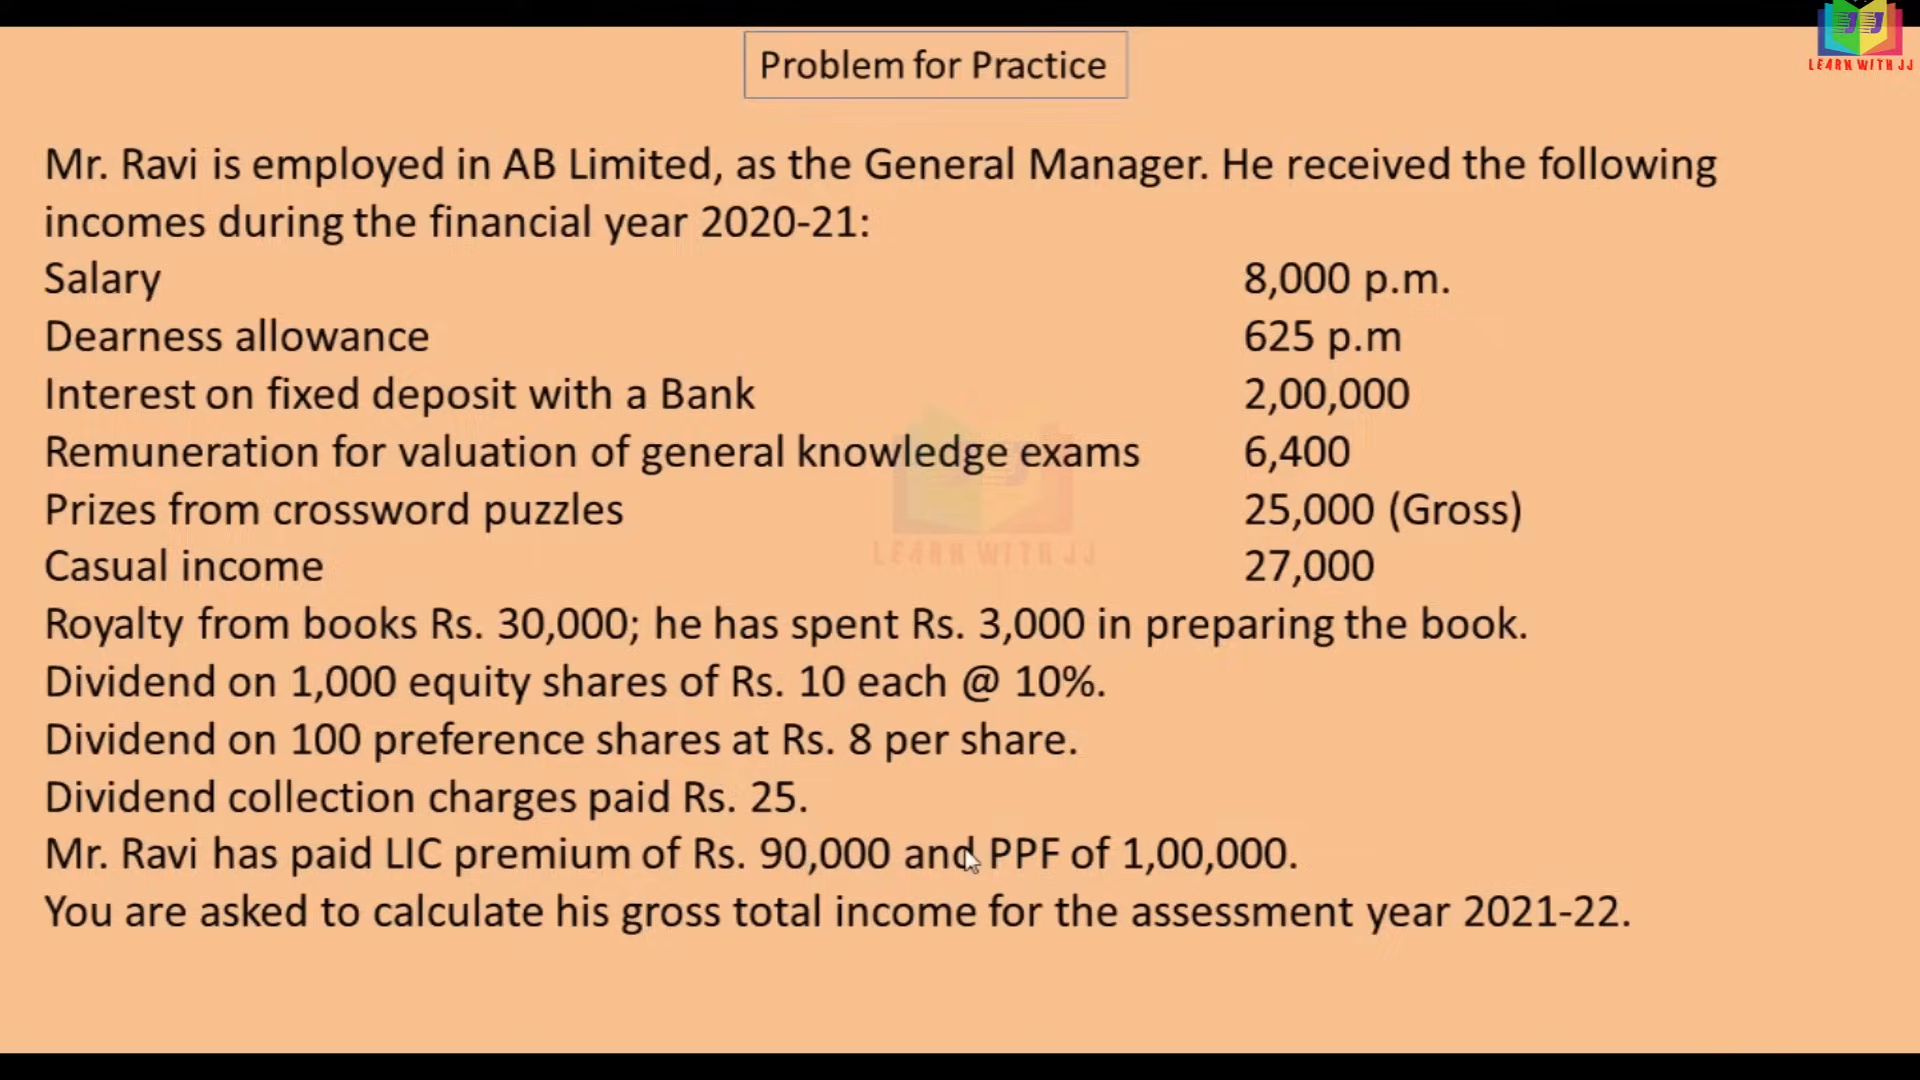 LEARN WITH JJ
Problem for Practice
Mr. Ravi is employed in AB Limited, as the General Manager. He received the following
incomes during the financial year 2020-21:
Salary 8,000 p.m.
Dearness allowance 625 p.m
Interest on fixed deposit with a Bank 2,00,000
Remuneration for valuation of general knowledge exams 6,400
Prizes from crossword puzzles 25,000 (Gross)
LEARN WITH JJ
Casual income 27,000
Royalty from books Rs. 30,000; he has spent Rs. 3,000 in preparing the book.
Dividend on 1,000 equity shares of Rs. 10 each @ 10%.
Dividend on 100 preference shares at Rs. 8 per share.
Dividend collection charges paid Rs. 25.
Mr. Ravi has paid LIC premium of Rs. 90,000 and PPF of 1,00,000.
You are asked to calculate his gross total income for the assessment year 2021-22.